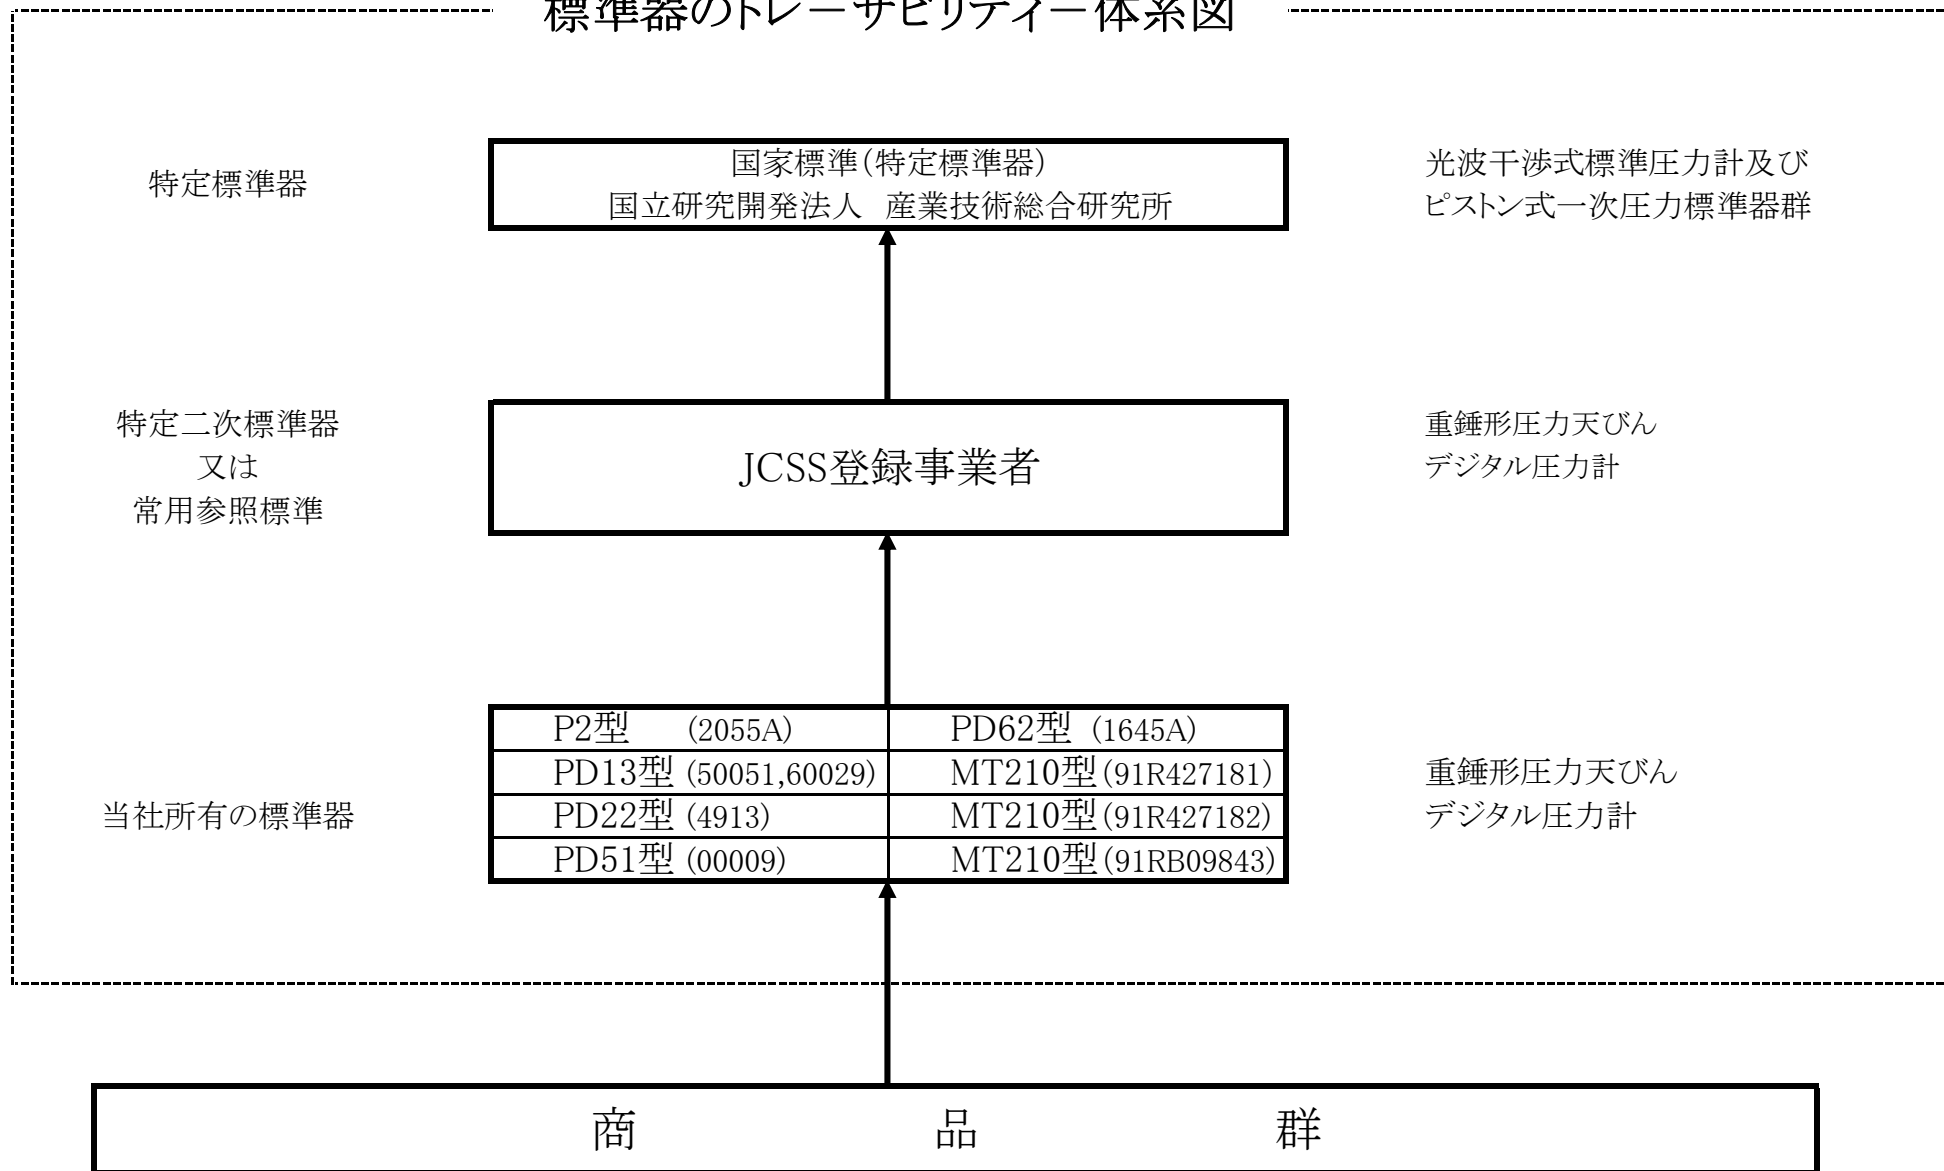 標準器のトレーサビリティー体系図
特定標準器
国家標準(特定標準器)
国立研究開発法人　産業技術総合研究所
光波干渉式標準圧力計及び
ピストン式一次圧力標準器群
特定二次標準器
又は
常用参照標準
JCSS登録事業者
重錘形圧力天びん
デジタル圧力計
当社所有の標準器
P2型 (2055A) PD62型 (1645A)
PD13型 (50051,60029) MT210型 (91R427181)
PD22型 (4913) MT210型 (91R427182)
PD51型 (00009) MT210型 (91RB09843)
重錘形圧力天びん
デジタル圧力計
商　品　群